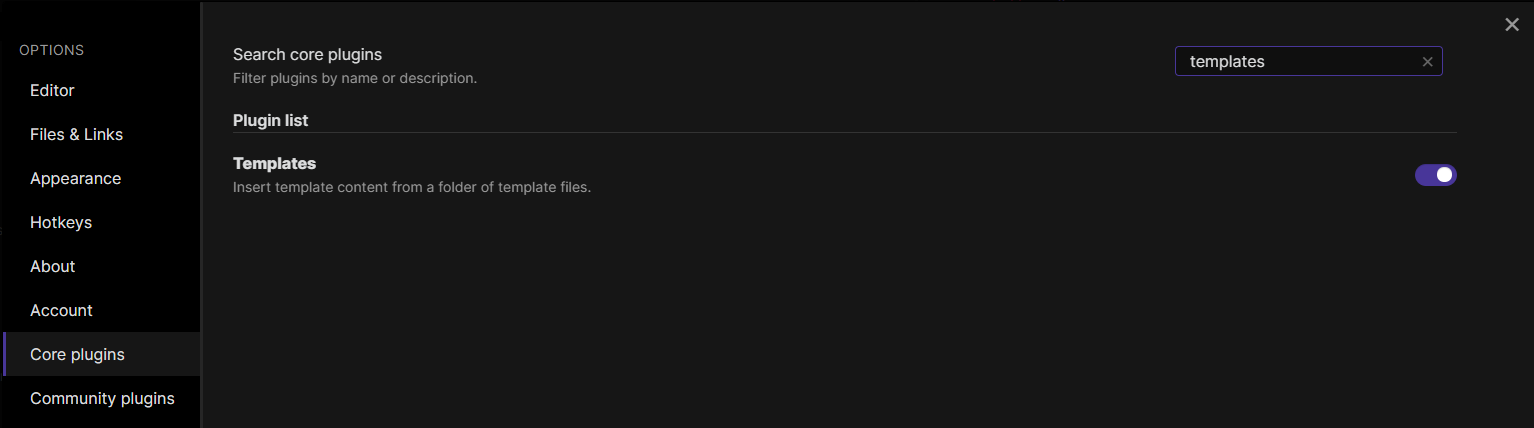 OPTIONS
Editor
Files & Links
Appearance
Hotkeys
About
Account
Core plugins
Community plugins
Search core plugins
Filter plugins by name or description.
templates
Plugin list
Templates
Insert template content from a folder of template files.